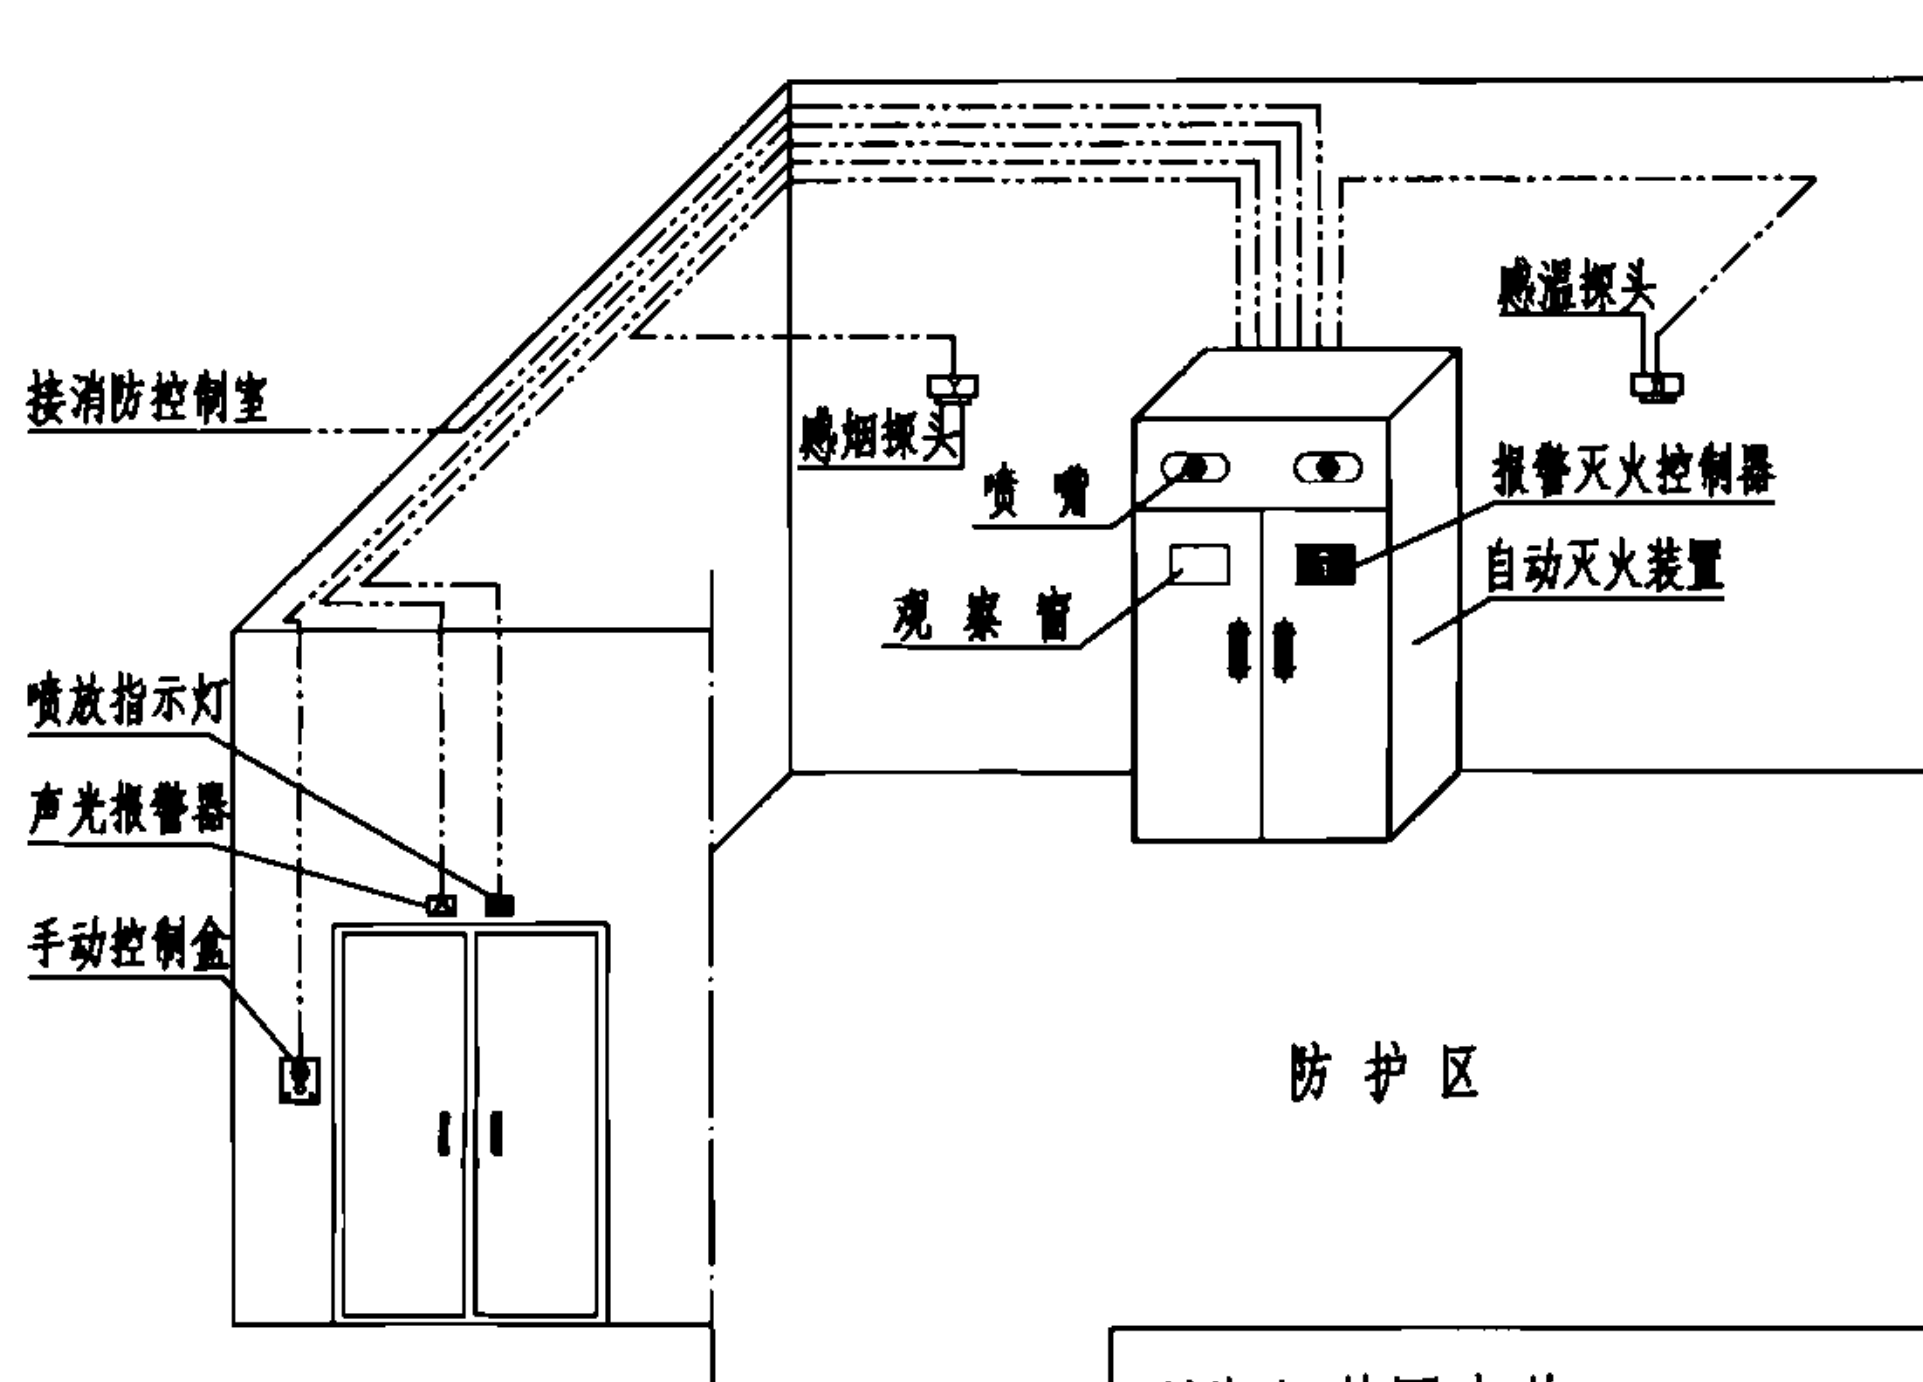 感温探头
接消防控制室
感烟探头
喷嘴
报警灭火控制器
自动灭火装置
观察窗
喷放指示灯
声光报警器
手动控制盒
防护区